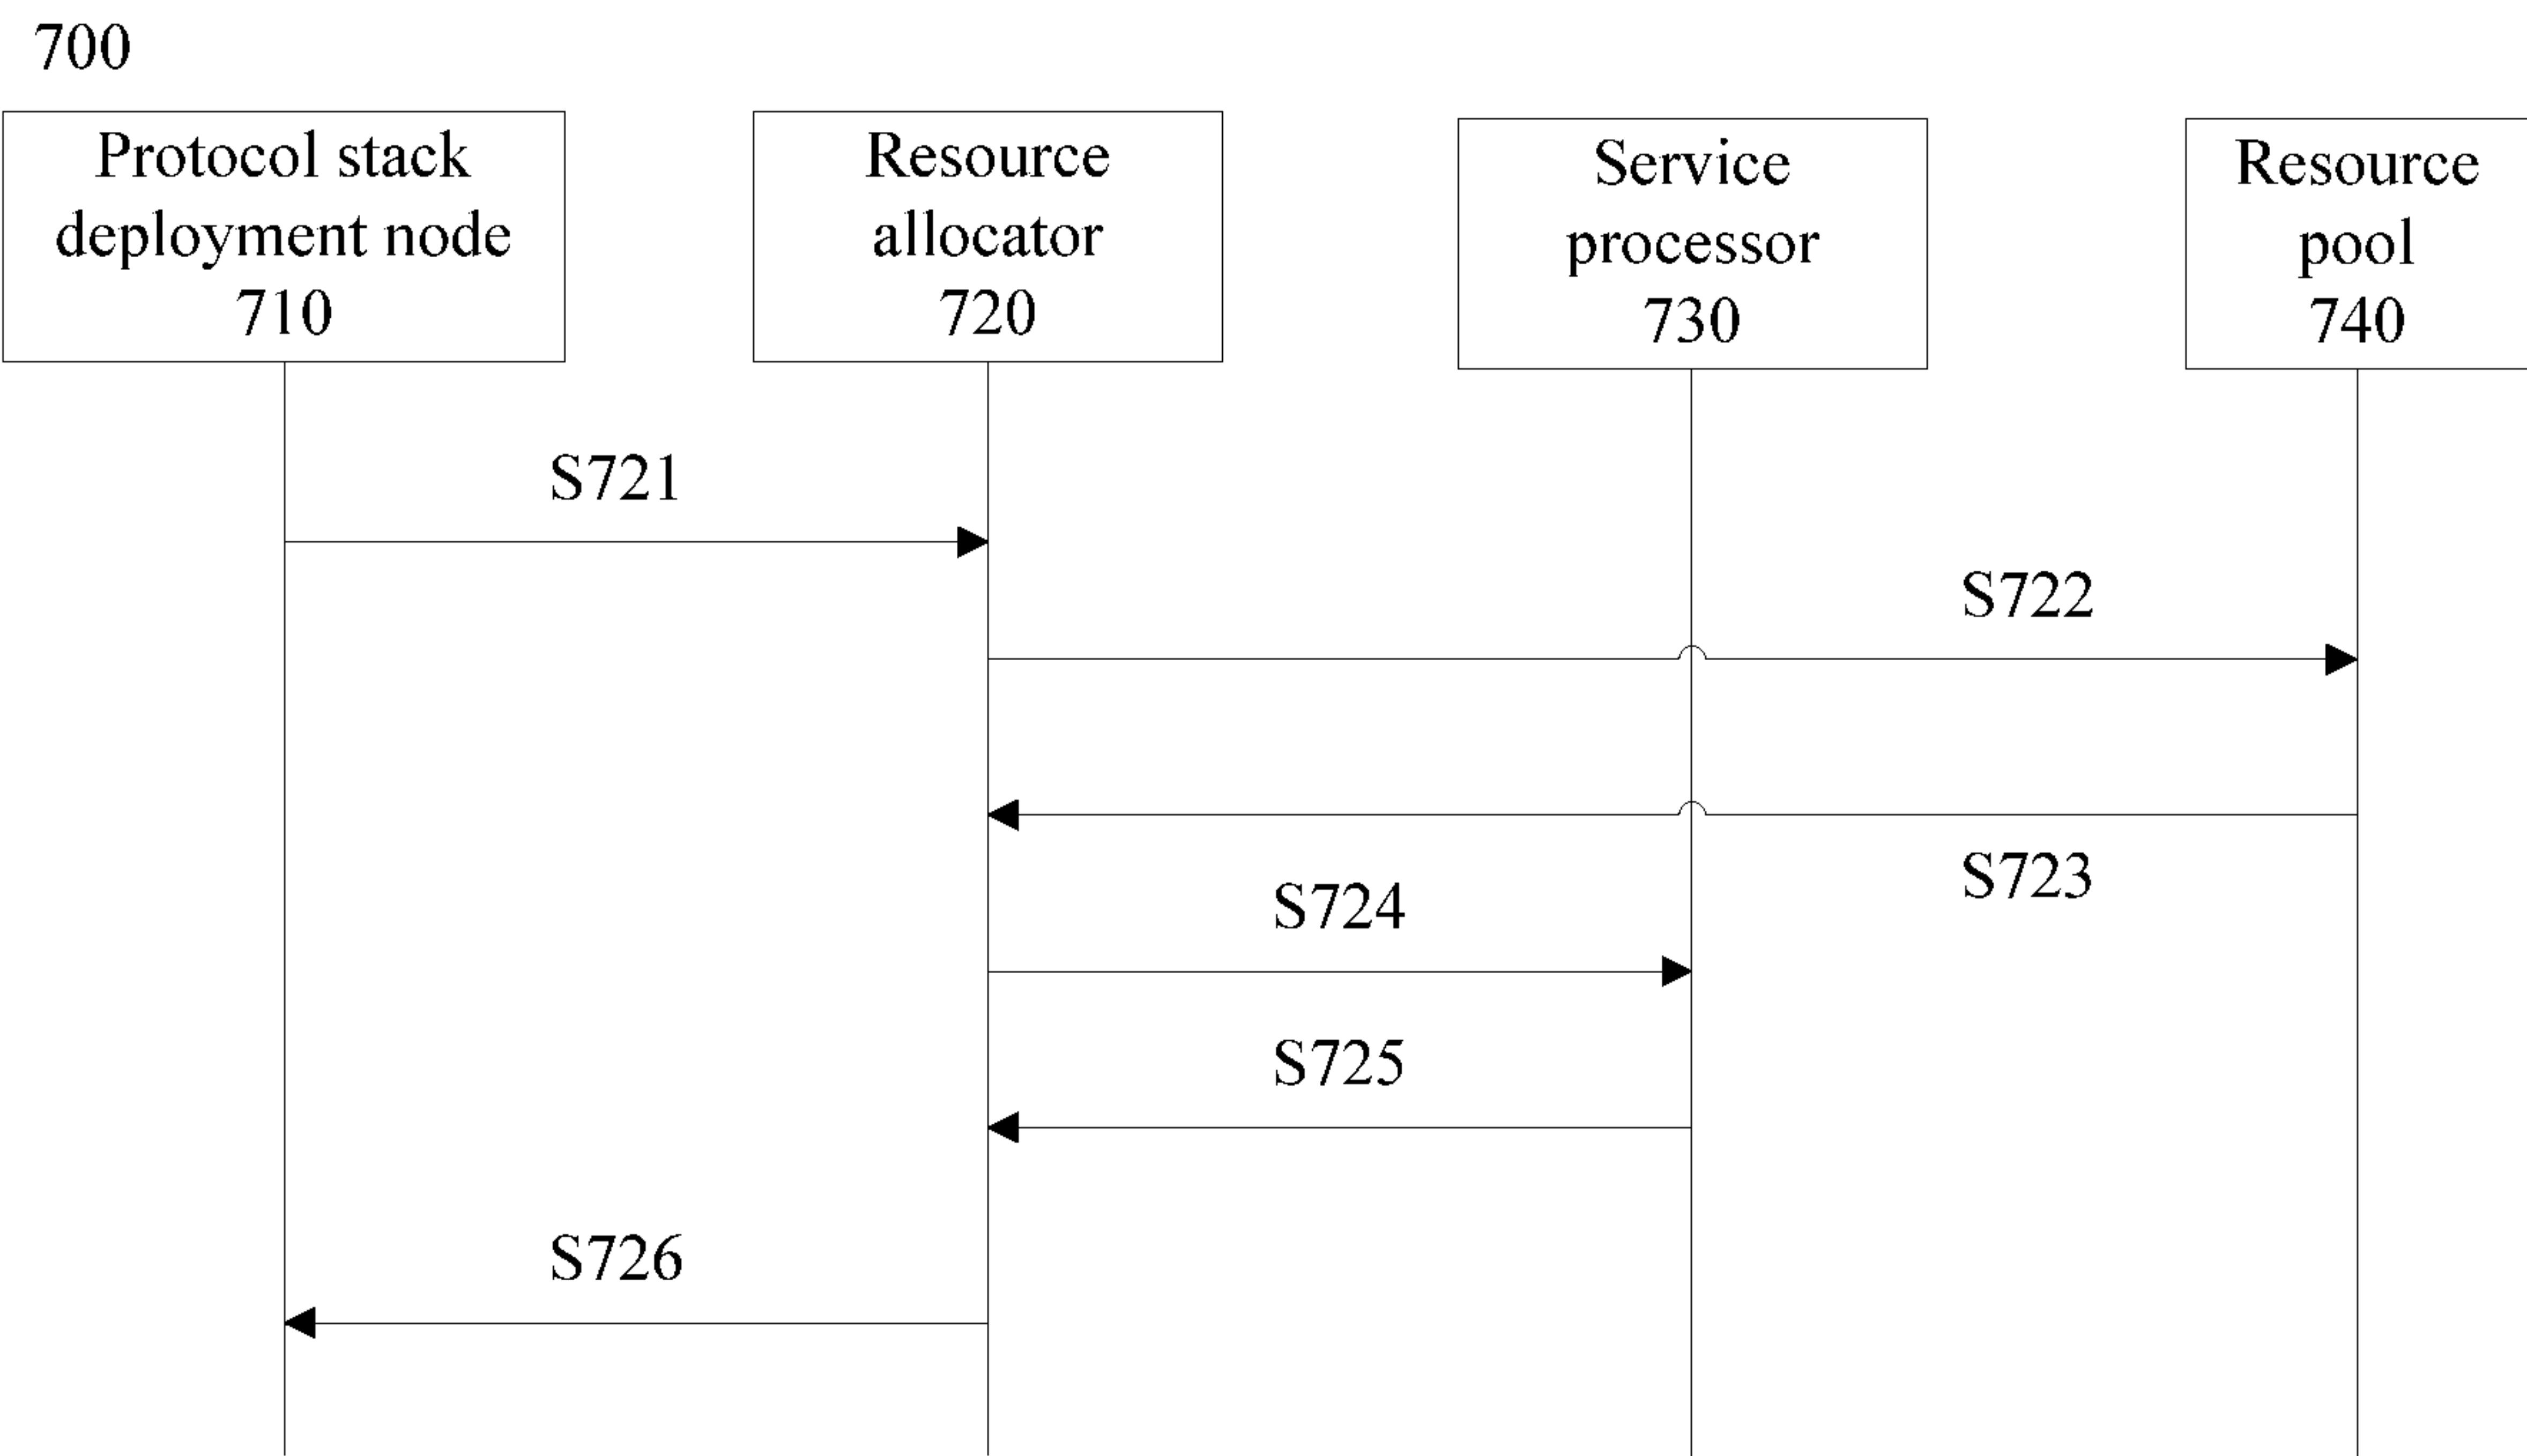 700
Protocol stack
deployment node
710
Resource
allocator
720
Service
processor
730
Resource
pool
740
S721
S722
S723
S724
S725
S726